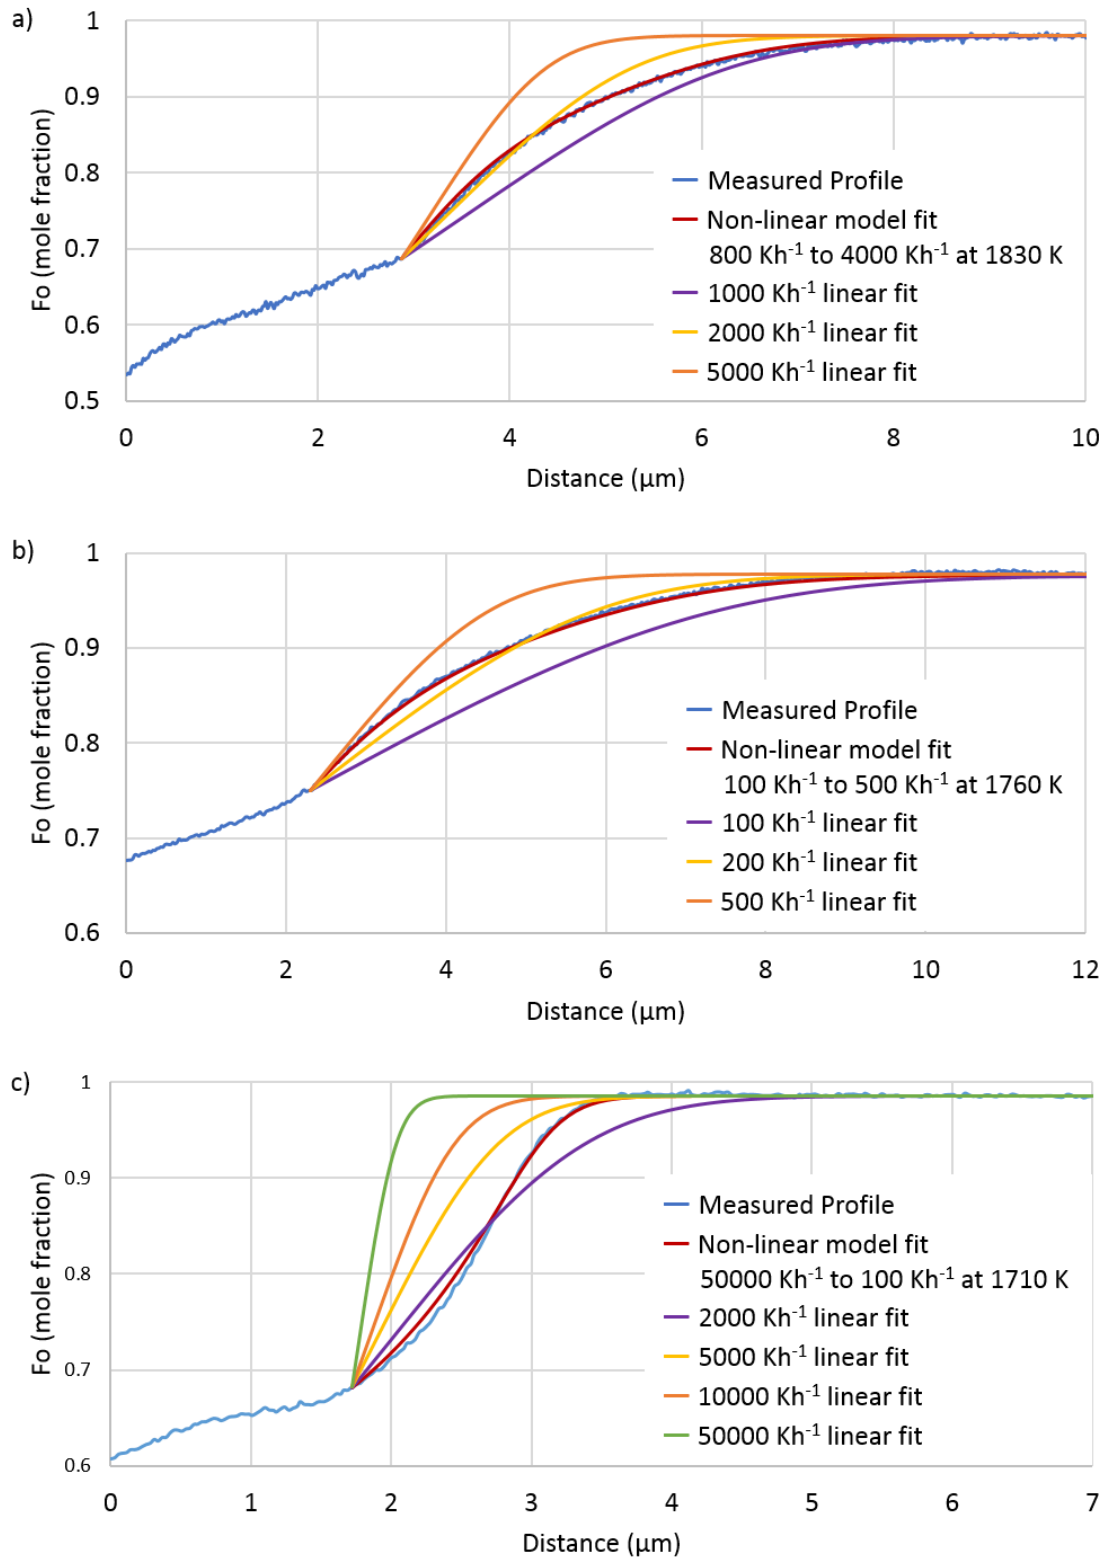 a)
1
0.9
0.8
0.7
0.6
0.5
Fo (mole fraction)
Measured Profile
Non-linear model fit
800 Kh⁻¹ to 4000 Kh⁻¹ at 1830 K
1000 Kh⁻¹ linear fit
2000 Kh⁻¹ linear fit
5000 Kh⁻¹ linear fit
0 2 4 6 8 10
Distance (μm)
b)
1
0.9
0.8
0.7
0.6
Fo (mole fraction)
Measured Profile
Non-linear model fit
100 Kh⁻¹ to 500 Kh⁻¹ at 1760 K
100 Kh⁻¹ linear fit
200 Kh⁻¹ linear fit
500 Kh⁻¹ linear fit
0 2 4 6 8 10 12
Distance (μm)
c)
1
0.9
0.8
0.7
0.6
Fo (mole fraction)
Measured Profile
Non-linear model fit
50000 Kh⁻¹ to 100 Kh⁻¹ at 1710 K
2000 Kh⁻¹ linear fit
5000 Kh⁻¹ linear fit
10000 Kh⁻¹ linear fit
50000 Kh⁻¹ linear fit
0 1 2 3 4 5 6 7
Distance (μm)